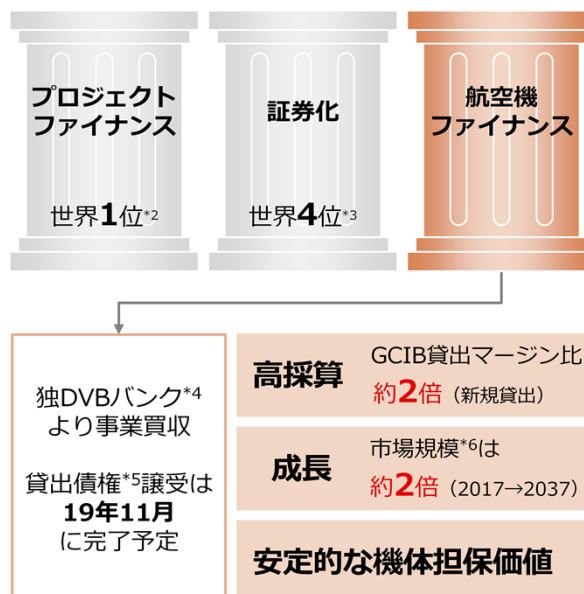 プロジェクト
ファイナンス
世界1位*2
証券化
世界4位*3
航空機
ファイナンス
独DVBバンク*4
より事業買収
貸出債権*5譲受は
19年11月
に完了予定
高採算
GCIB貸出マージン比
約2倍（新規貸出）
成長
市場規模*6は
約2倍（2017→2037）
安定的な機体担保価値